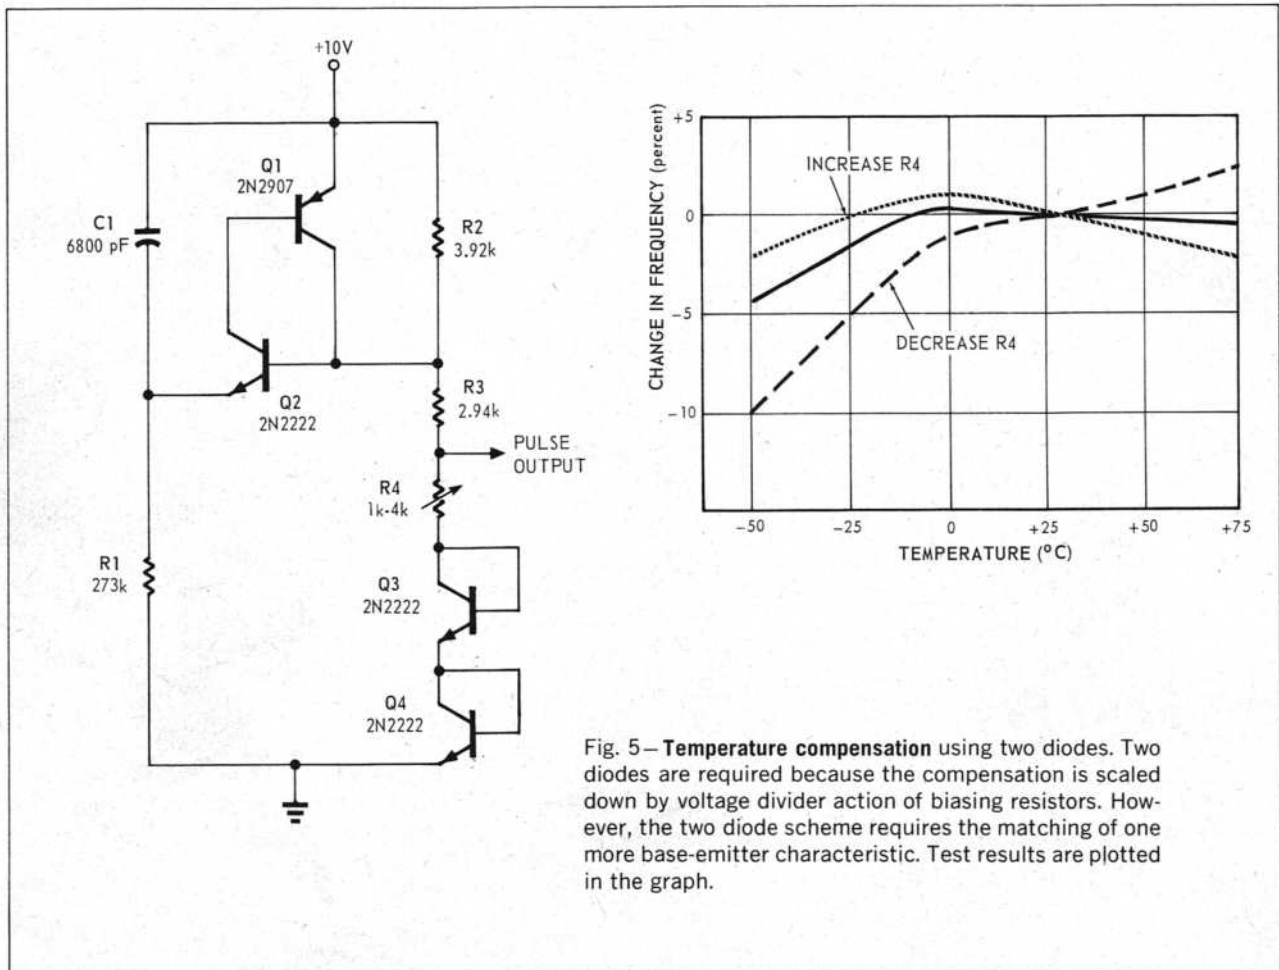 +10V
Q1
2N2907
C1
6800 pF
R2
3.92k
Q2
2N2222
R3
2.94k
PULSE
OUTPUT
R4
1k-4k
R1
273k
Q3
2N2222
Q4
2N2222
CHANGE IN FREQUENCY (percent)
+5
0
−5
−10
INCREASE R4
DECREASE R4
−50
−25
0
+25
+50
+75
TEMPERATURE (°C)
Fig. 5—Temperature compensation using two diodes. Two
diodes are required because the compensation is scaled
down by voltage divider action of biasing resistors. How-
ever, the two diode scheme requires the matching of one
more base-emitter characteristic. Test results are plotted
in the graph.